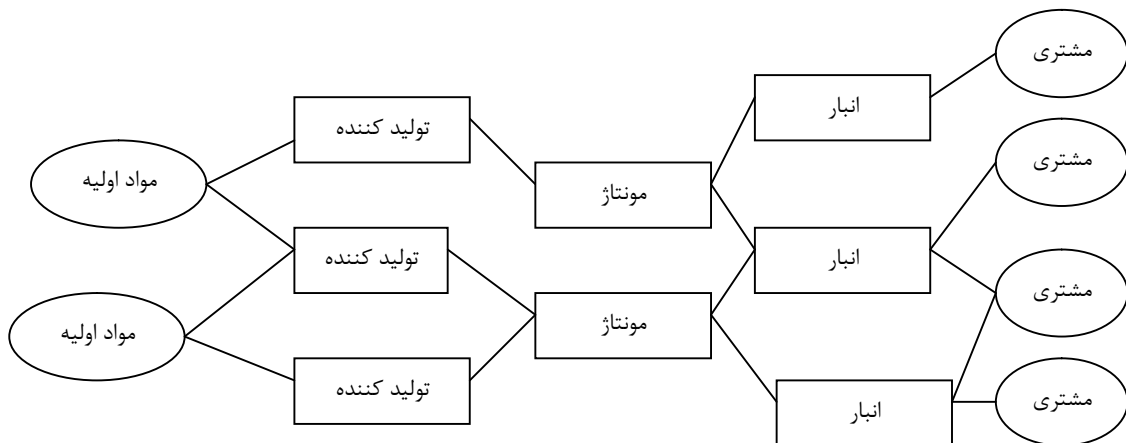 مشتری
انبار
تولید کننده
مشتری
مواد اولیه
مونتاژ
تولید کننده
انبار
مشتری
مواد اولیه
مونتاژ
تولید کننده
انبار
مشتری